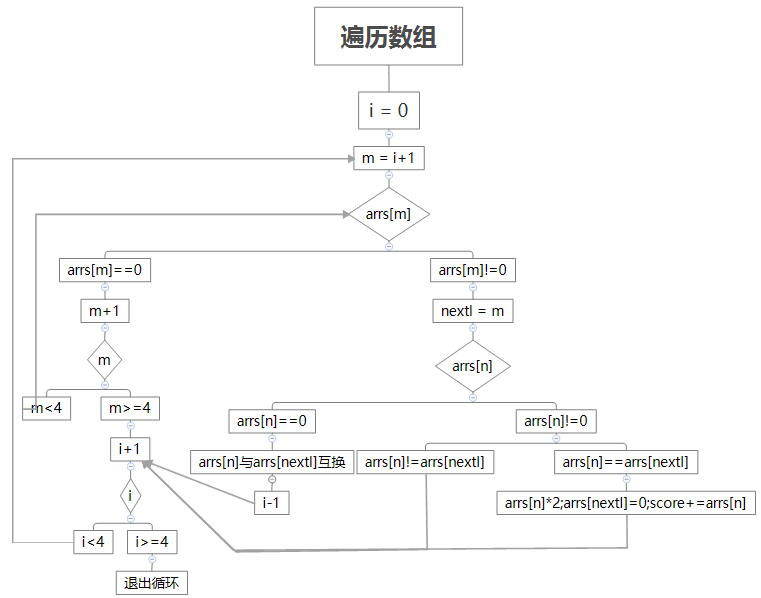 遍历数组
i = 0
m = i+1
arrs[m]
arrs[m]==0
arrs[m]!=0
m+1
nextI = m
m
arrs[n]
m<4
m>=4
arrs[n]==0
arrs[n]!=0
i+1
arrs[n]与arrs[nextI]互换
arrs[n]!=arrs[nextI]
arrs[n]==arrs[nextI]
i
i-1
arrs[n]*2;arrs[nextI]=0;score+=arrs[n]
i<4
i>=4
退出循环